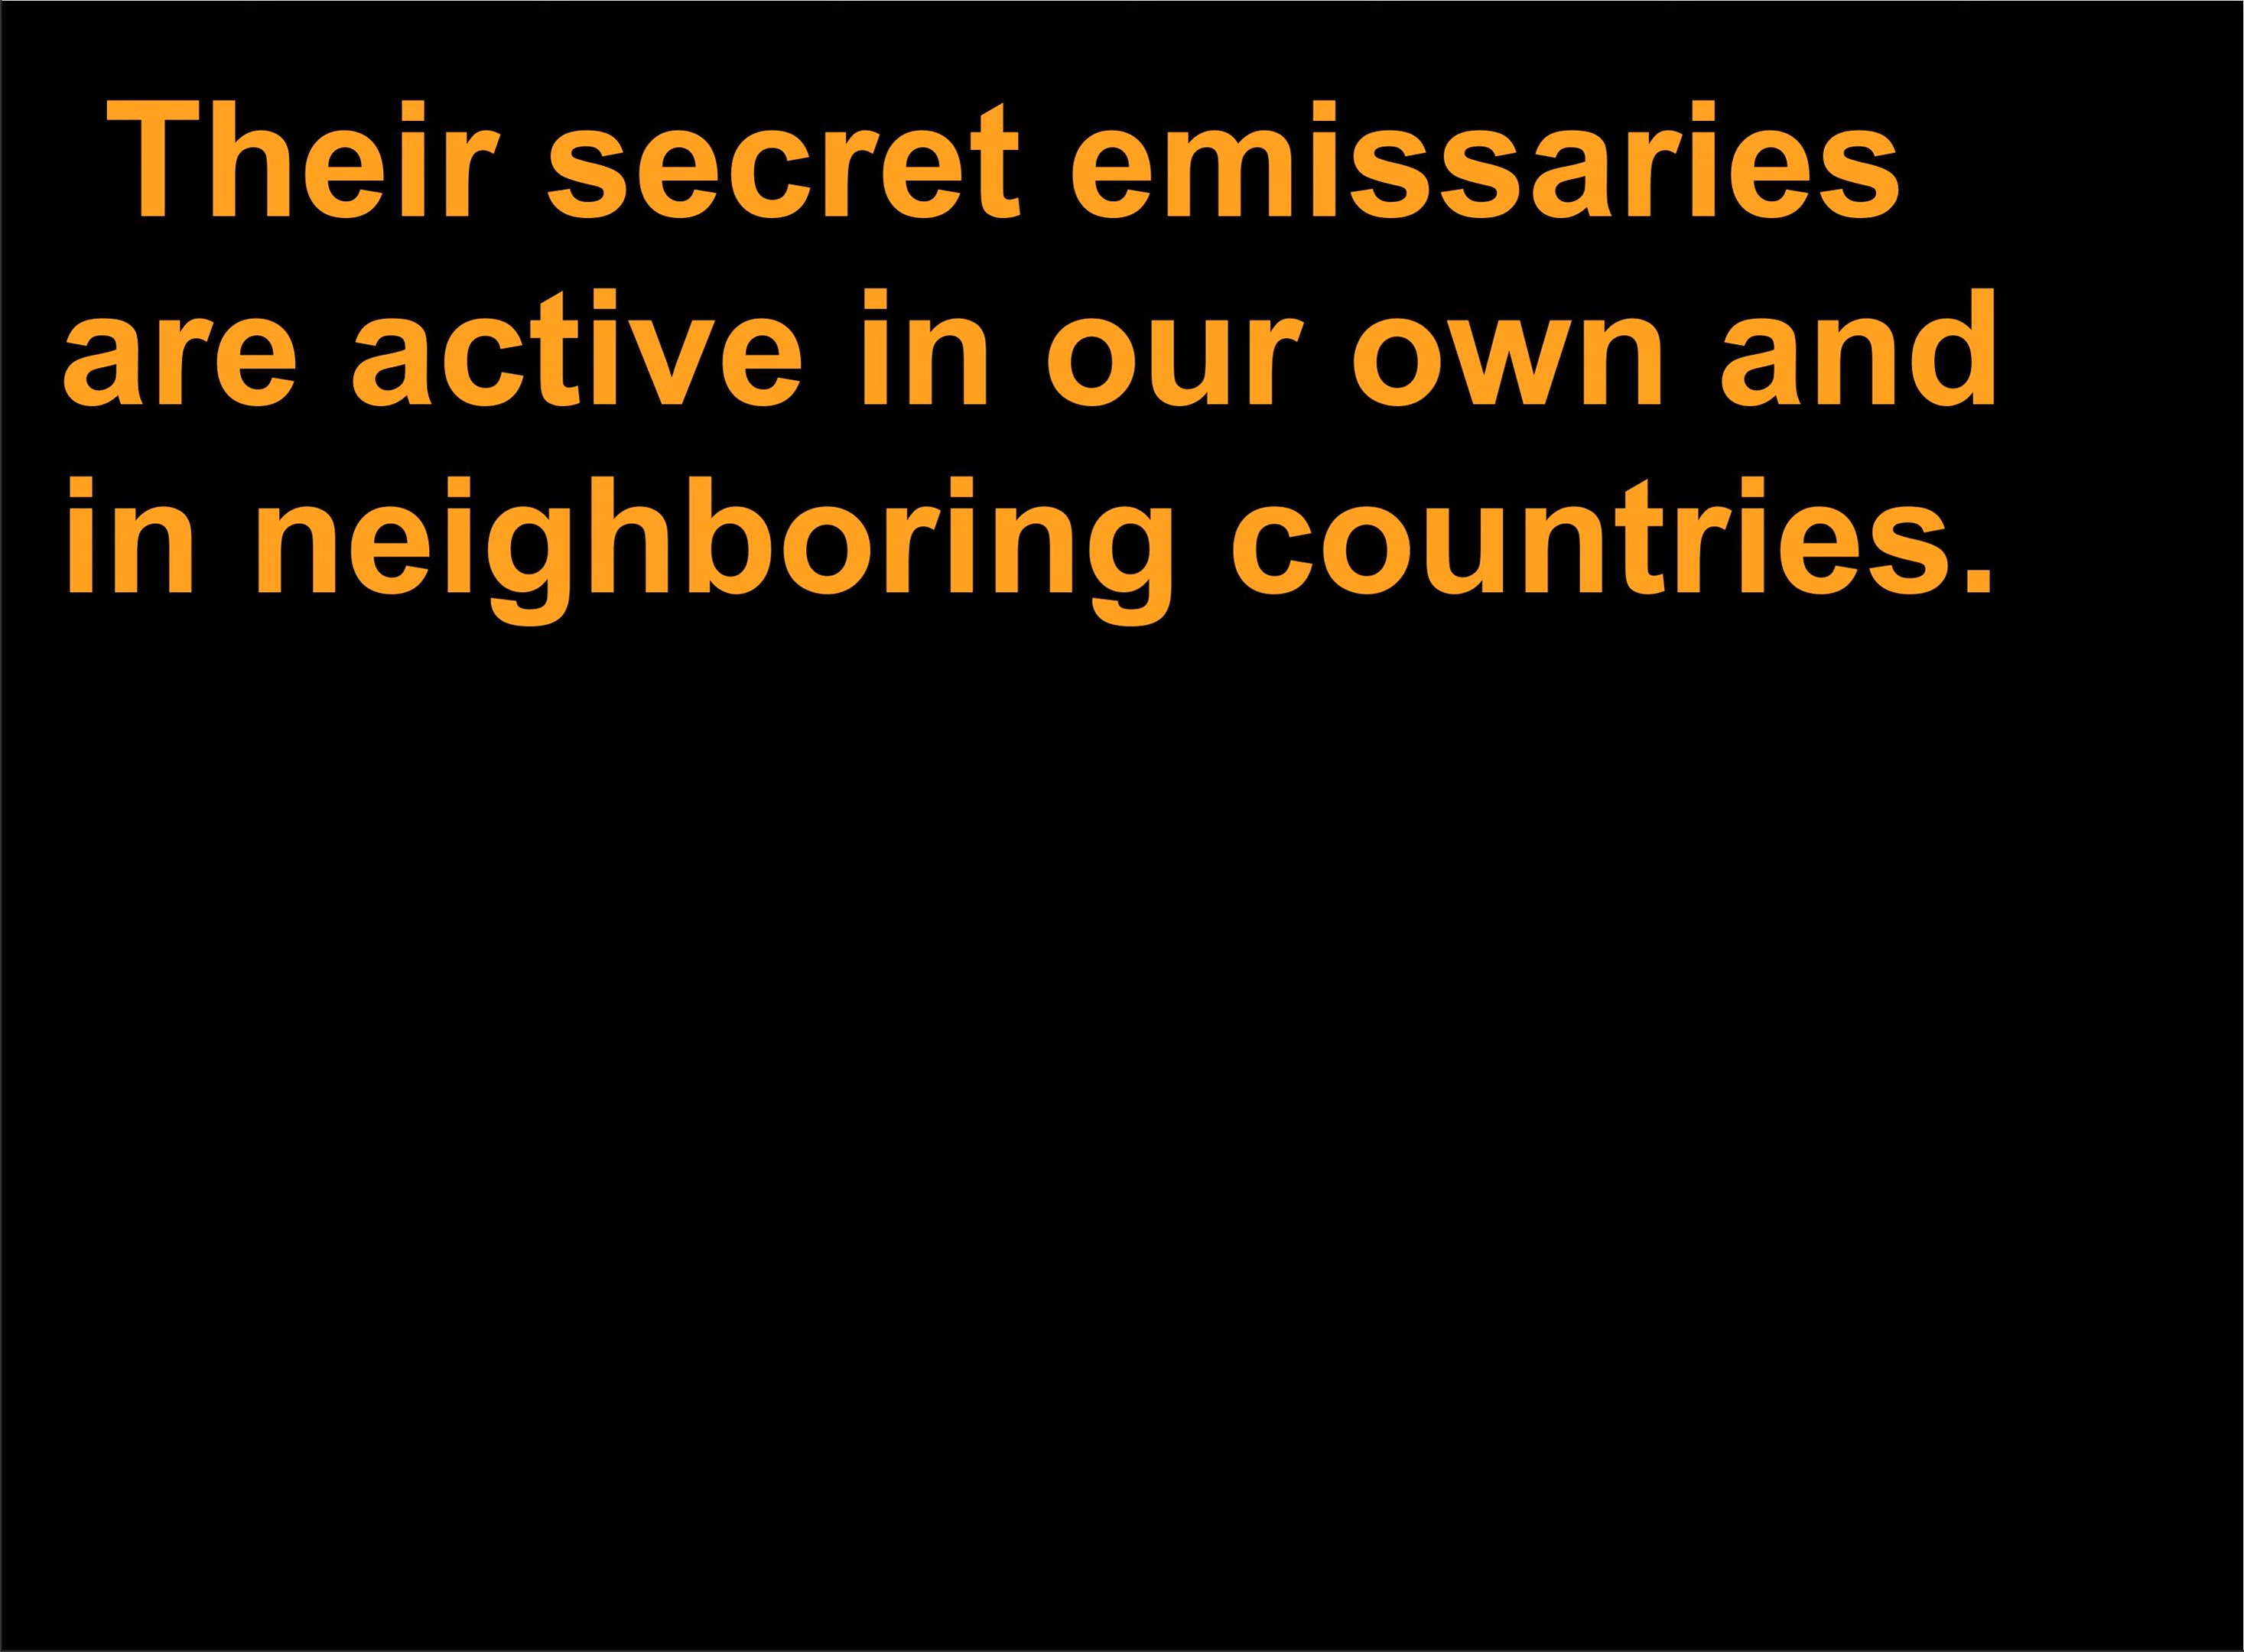 Their secret emissaries
are active in our own and
in neighboring countries.